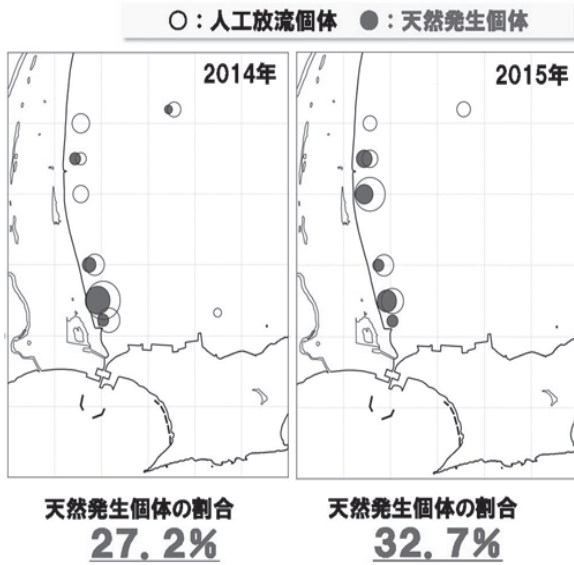 ○：人工放流個体 ●：天然発生個体
2014年
2015年
天然発生個体の割合
27. 2%
天然発生個体の割合
32. 7%